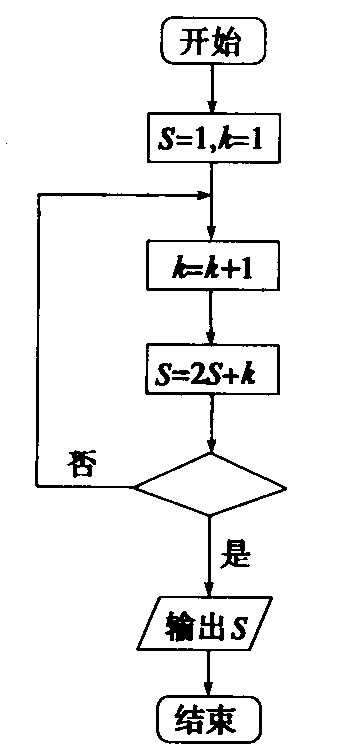 开始
S=1,k=1
k=k+1
S=2S+k
否
是
输出S
结束